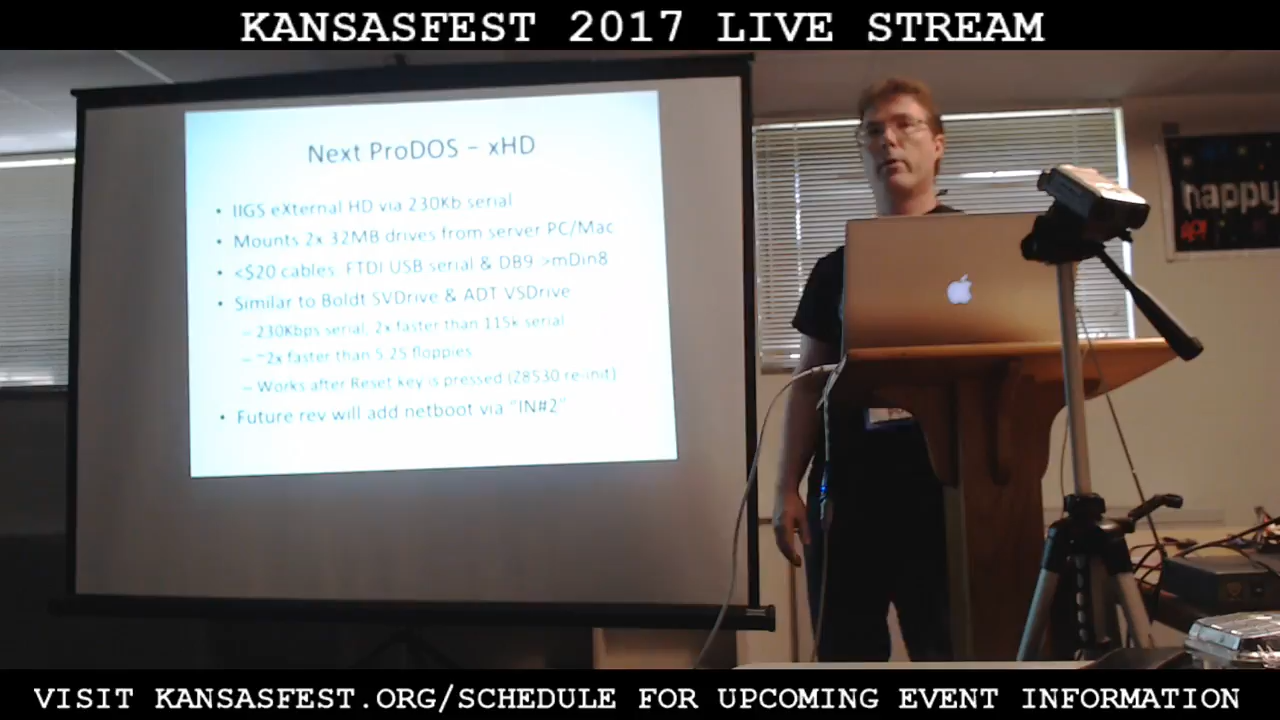 KANSASFEST 2017 LIVE STREAM
Next ProDOS – xHD
• IIGS eXternal HD via 230Kb serial
• Mounts 2x 32MB drives from server PC/Mac
• <$20 cables: FTDI USB serial & DB9->mDin8
• Similar to Boldt SVDrive & ADT VSDrive
– 230Kbps serial, 2x faster than 115k serial
– ~2x faster than 5.25 floppies
– Works after Reset key is pressed (Z8530 re-init)
• Future rev will add netboot via "IN#2"
happy
VISIT KANSASFEST.ORG/SCHEDULE FOR UPCOMING EVENT INFORMATION